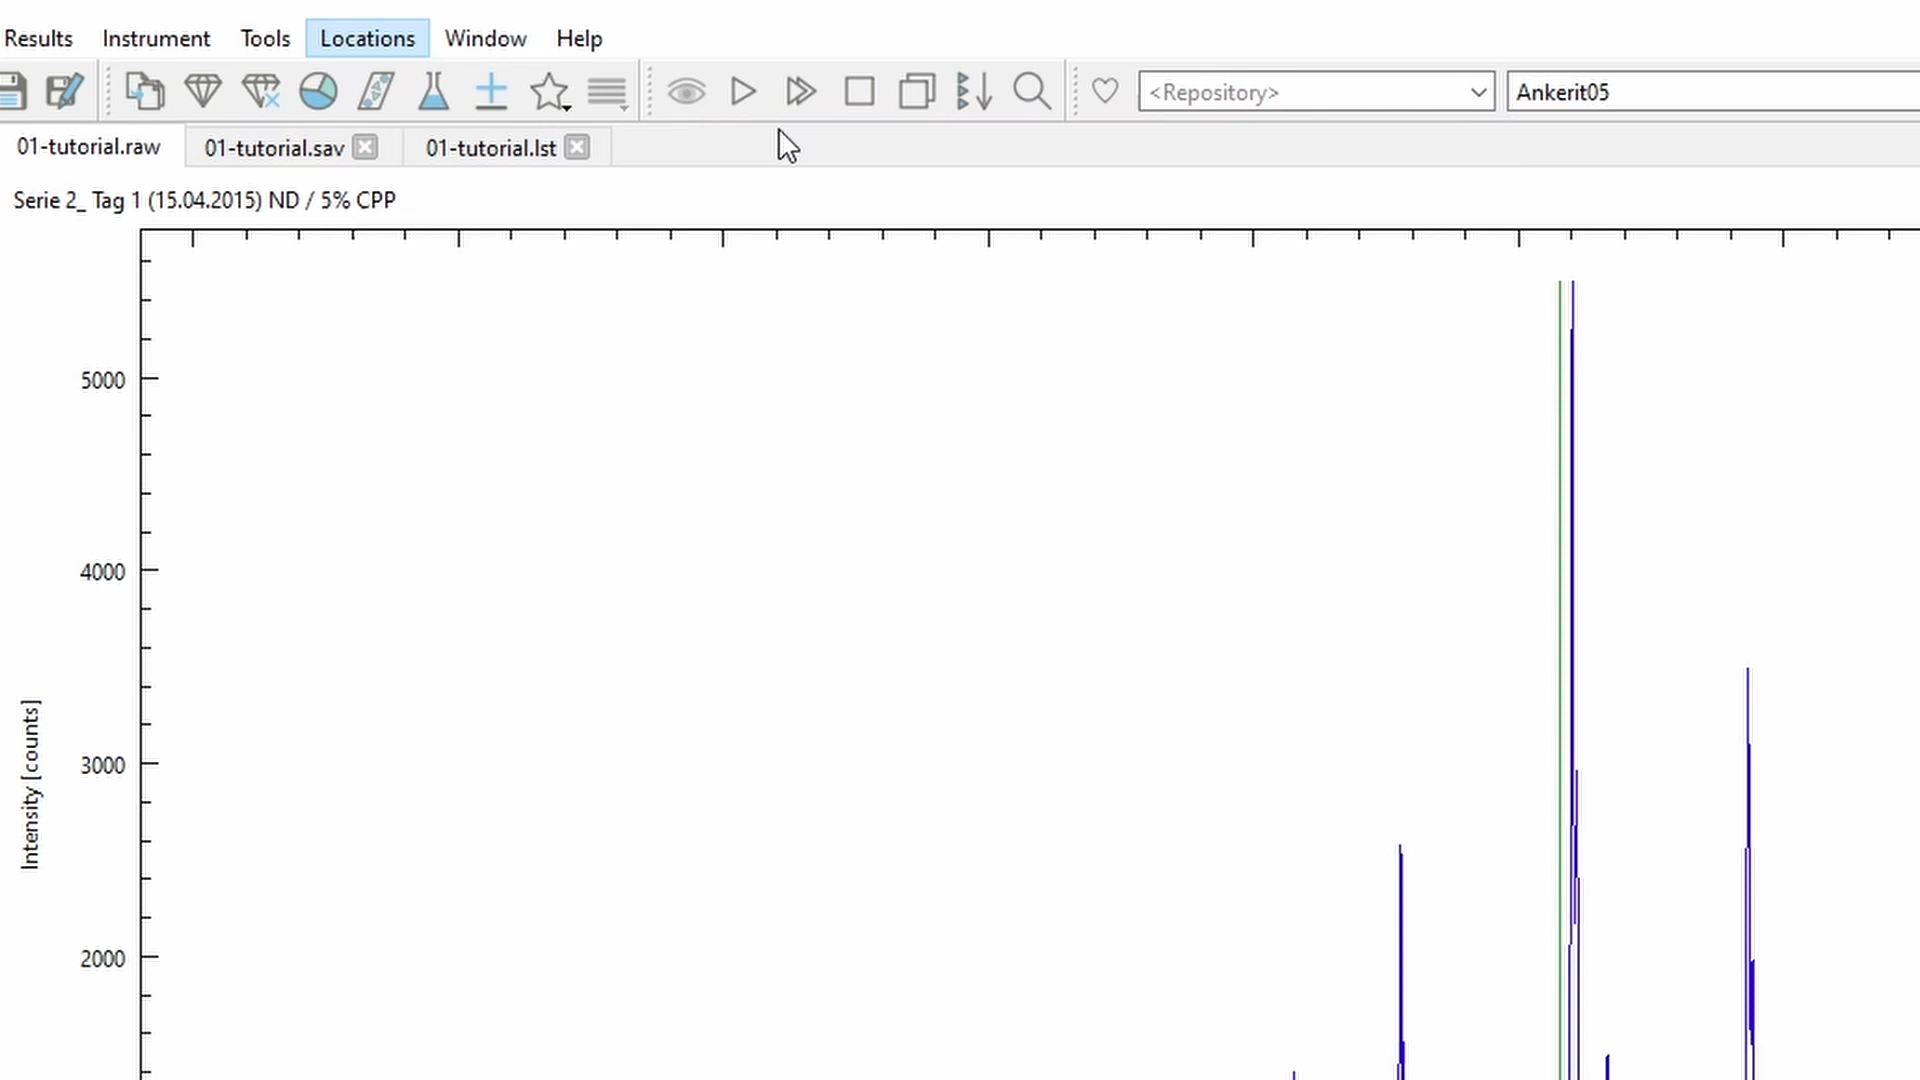 Results Instrument Tools Locations Window Help
<Repository> Ankerit05
01-tutorial.raw 01-tutorial.sav 01-tutorial.lst
Serie 2_ Tag 1 (15.04.2015) ND / 5% CPP
5000
4000
3000
2000
Intensity [counts]